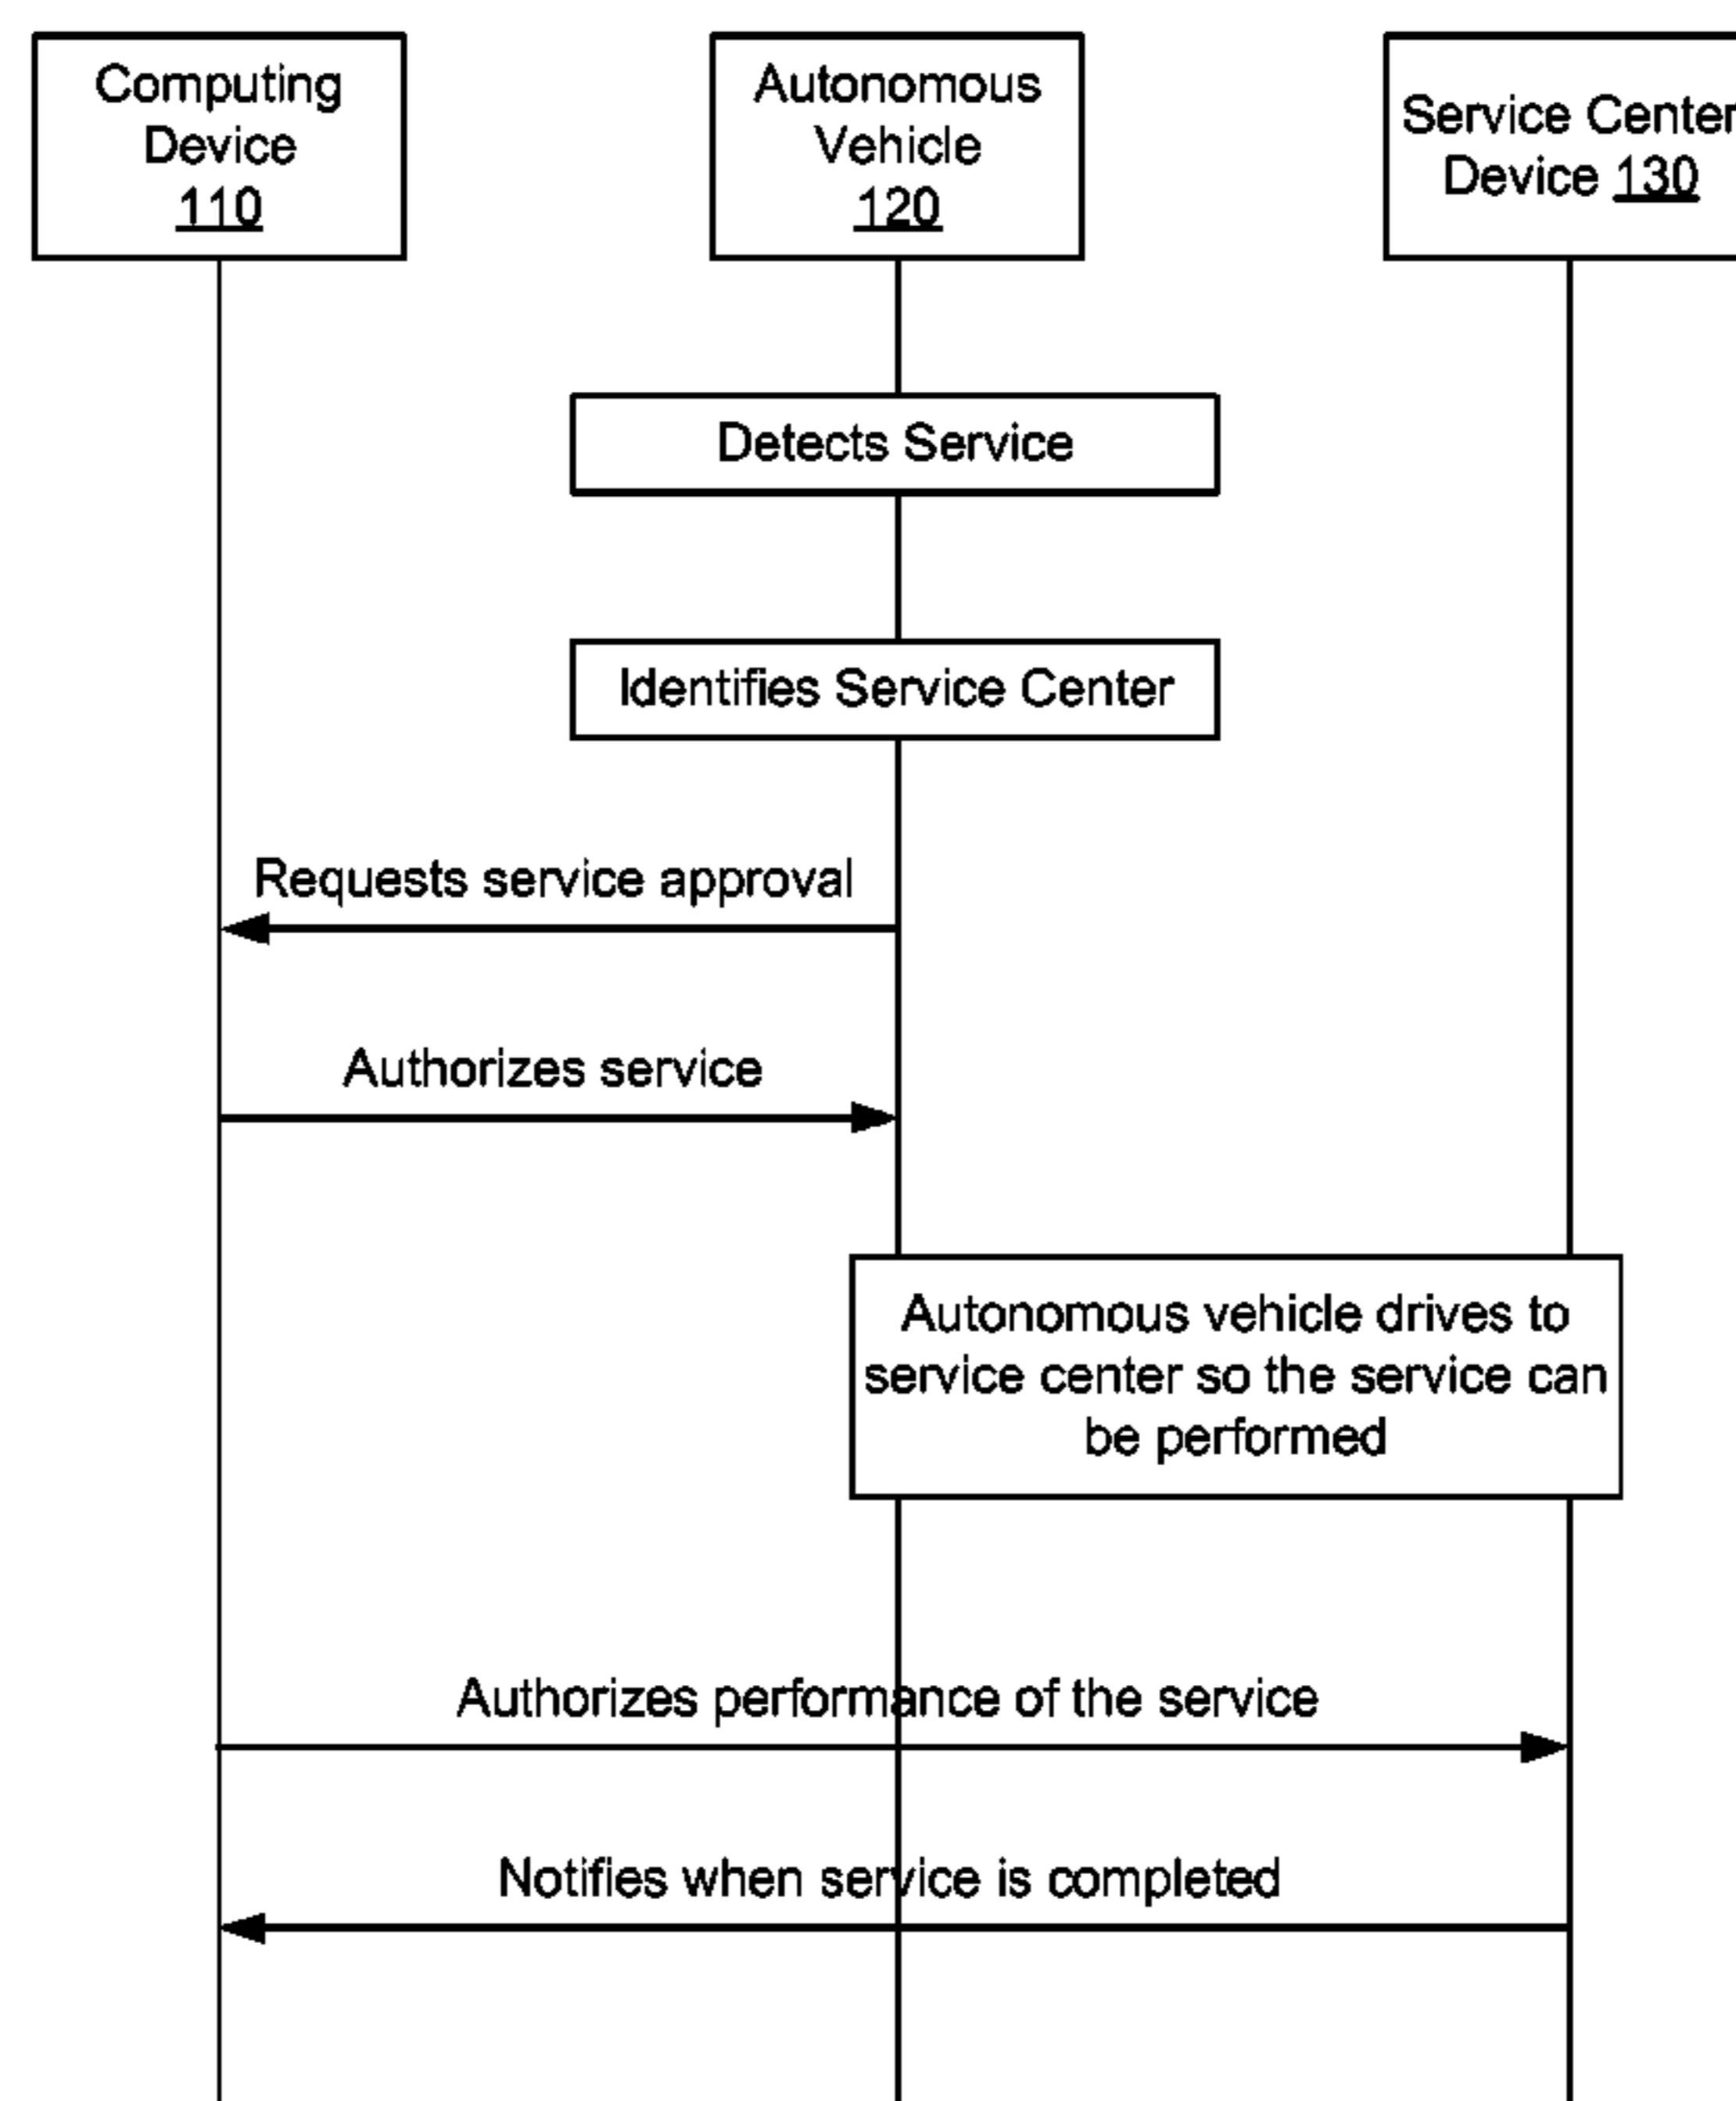 Computing
Device
110
Autonomous
Vehicle
120
Service Center
Device 130
Detects Service
Identifies Service Center
Requests service approval
Authorizes service
Autonomous vehicle drives to
service center so the service can
be performed
Authorizes performance of the service
Notifies when service is completed